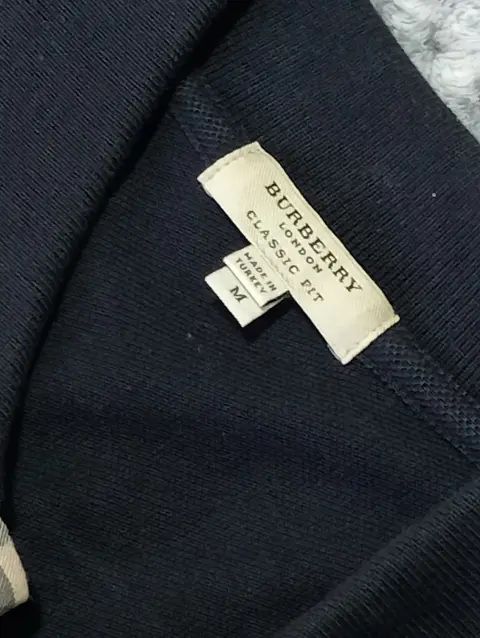 BURBERRY
LONDON
CLASSIC FIT
MADE IN
TURKEY
M